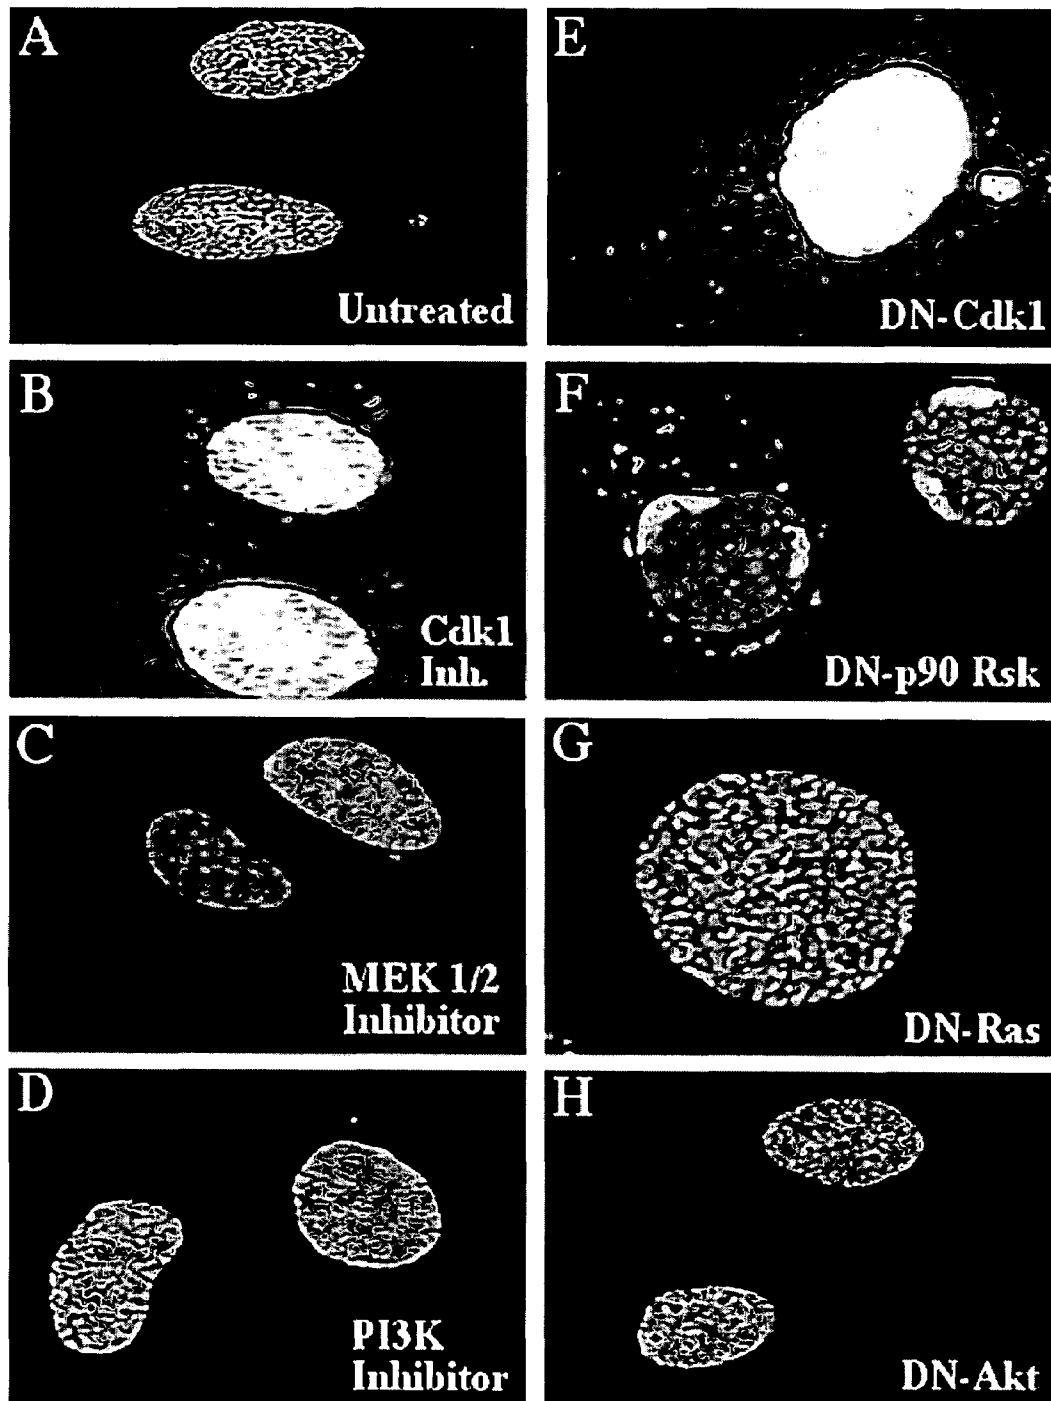 A
Untreated
B
Cdk1
Inh.
C
MEK 1/2
Inhibitor
D
PI3K
Inhibitor
E
DN-Cdk1
F
DN-p90 Rsk
G
DN-Ras
H
DN-Akt